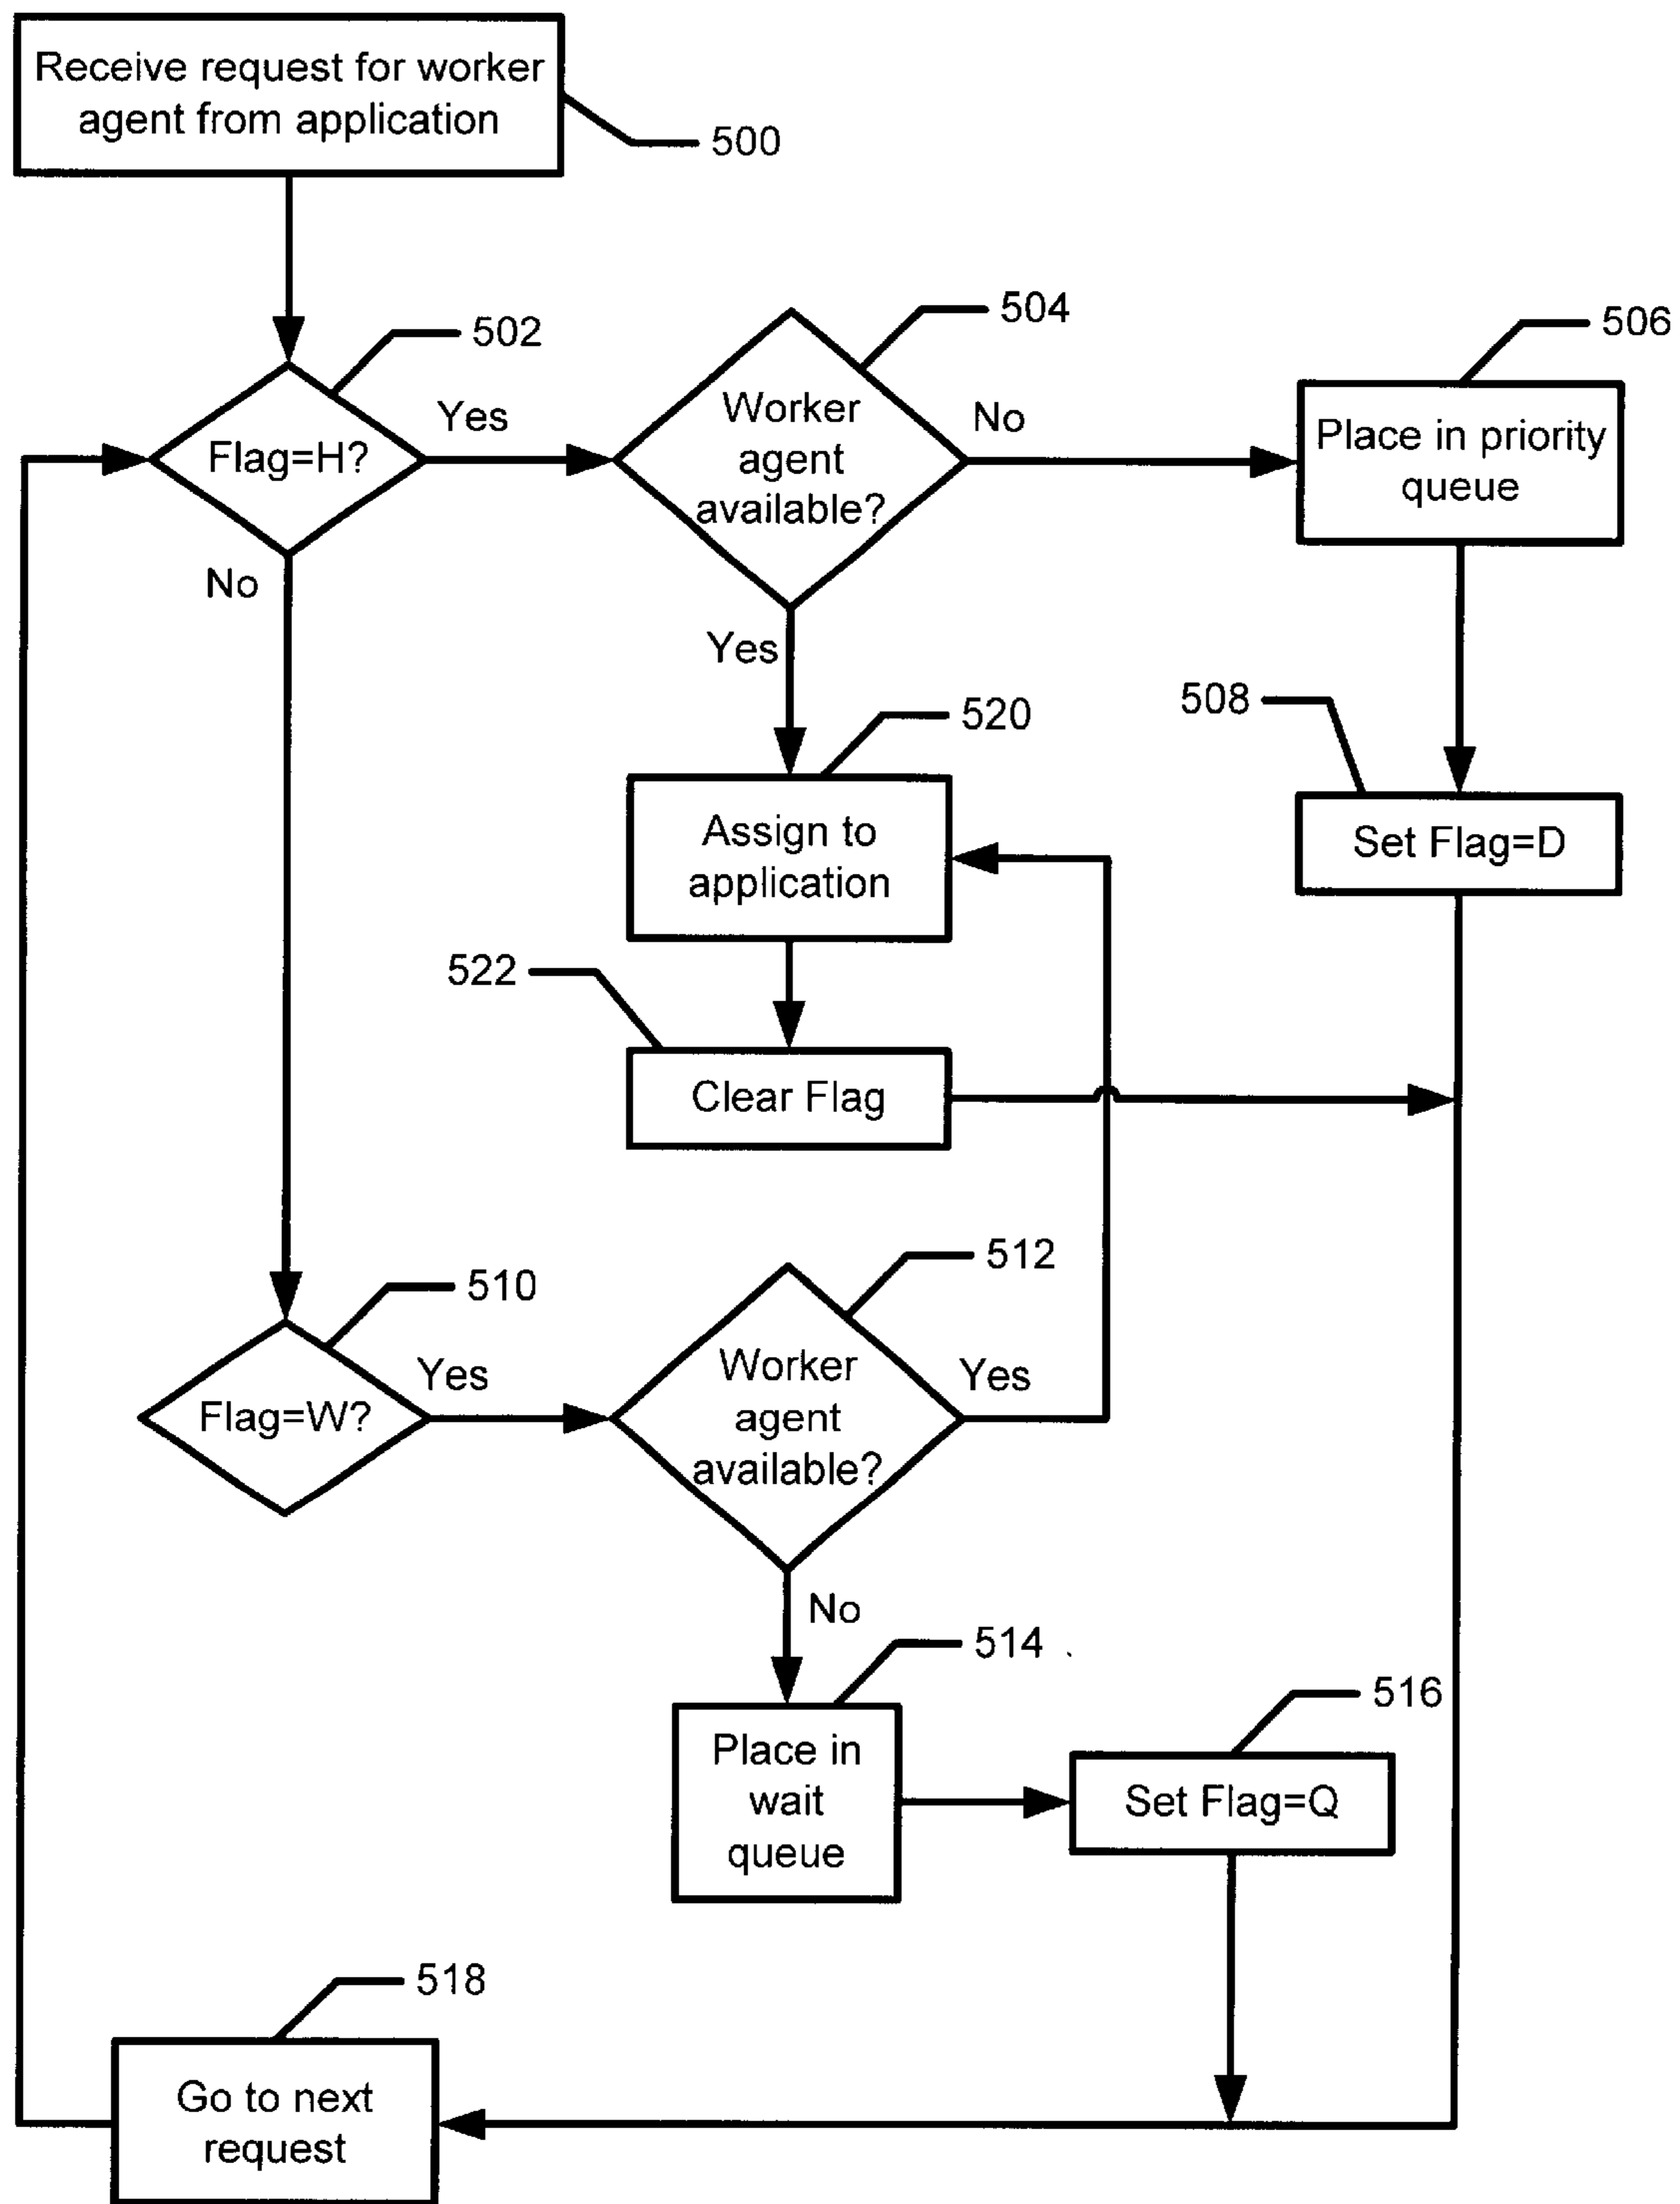 Receive request for worker
agent from application
500
502
504
506
Flag=H?
Yes
Worker
agent
available?
No
Place in priority
queue
No
Yes
508
Set Flag=D
520
Assign to
application
522
Clear Flag
510
Flag=W?
Yes
512
Worker
agent
available?
Yes
No
514
Place in
wait
queue
516
Set Flag=Q
518
Go to next
request